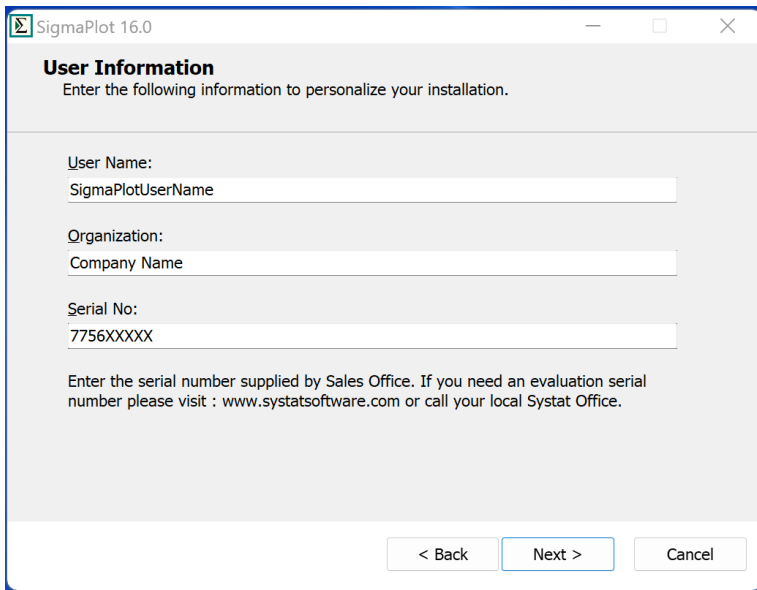 SigmaPlot 16.0
User Information
Enter the following information to personalize your installation.
User Name:
SigmaPlotUserName
Organization:
Company Name
Serial No:
7756XXXXX
Enter the serial number supplied by Sales Office. If you need an evaluation serial
number please visit : www.systatsoftware.com or call your local Systat Office.
< Back Next > Cancel